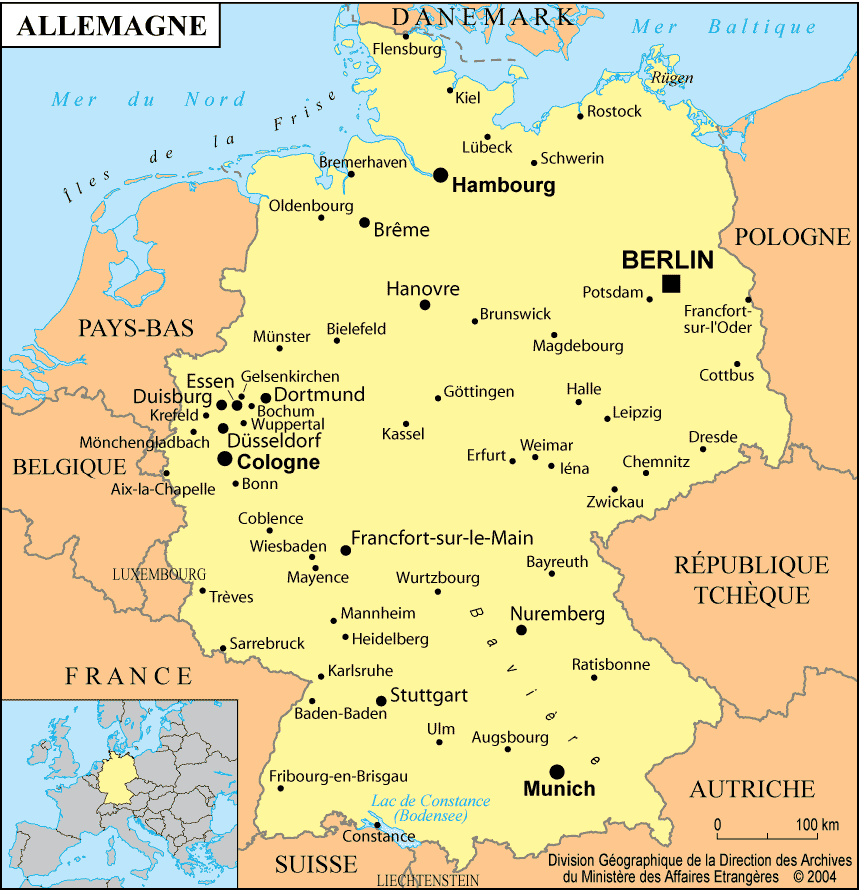 ALLEMAGNE
DANEMARK
Mer Baltique
Flensburg
Mer du Nord
Îles de la Frise
Rügen
Kiel
Rostock
Lübeck
Schwerin
Bremerhaven
Hambourg
Oldenbourg
Brême
POLOGNE
BERLIN
Hanovre
Potsdam
Brunswick
Francfort-
sur-l'Oder
PAYS-BAS
Bielefeld
Münster
Magdebourg
Cottbus
Gelsenkirchen
Essen
Duisburg
Dortmund
Göttingen
Halle
Krefeld
Bochum
Leipzig
Wuppertal
Mönchengladbach
Düsseldorf
Kassel
Dresde
Weimar
Erfurt
Cologne
Chemnitz
Iéna
BELGIQUE
Aix-la-Chapelle
Bonn
Zwickau
Coblence
Francfort-sur-le-Main
Wiesbaden
Bayreuth
RÉPUBLIQUE
TCHÈQUE
LUXEMBOURG
Mayence
Wurtzbourg
Trèves
Bavière
Mannheim
Nuremberg
Heidelberg
Sarrebruck
Ratisbonne
Karlsruhe
FRANCE
Stuttgart
Baden-Baden
Ulm
Augsbourg
Fribourg-en-Brisgau
Munich
AUTRICHE
Lac de Constance
(Bodensee)
0 100 km
Constance
SUISSE
LIECHTENSTEIN
Division Géographique de la Direction des Archives
du Ministère des Affaires Etrangères © 2004